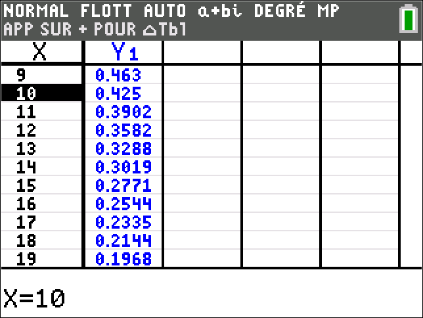 NORMAL FLOTT AUTO a+bi DEGRÉ MP
APP SUR + POUR △Tbl
X Y1
9 0.463
10 0.425
11 0.3902
12 0.3582
13 0.3288
14 0.3019
15 0.2771
16 0.2544
17 0.2335
18 0.2144
19 0.1968
X=10